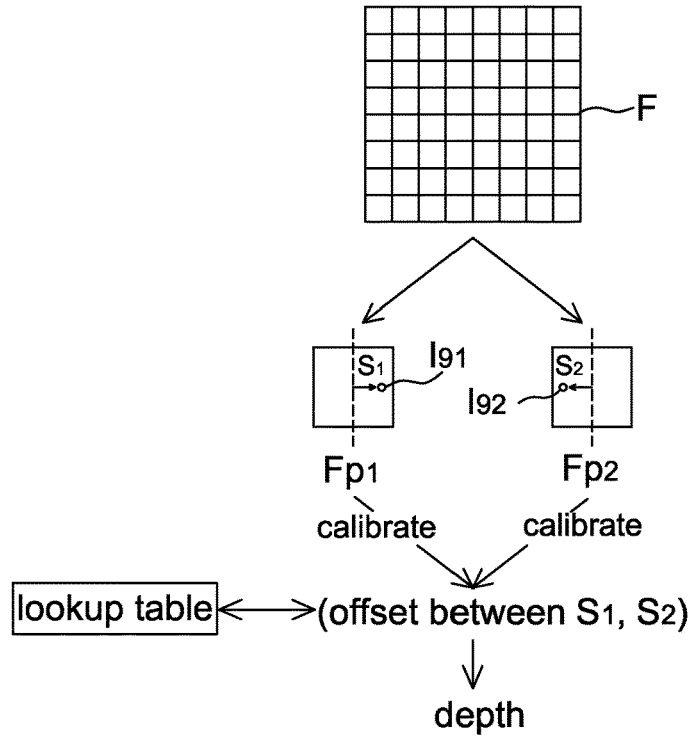 F
S1
I91
S2
I92
Fp1
Fp2
calibrate
calibrate
lookup table
(offset between S1, S2)
depth